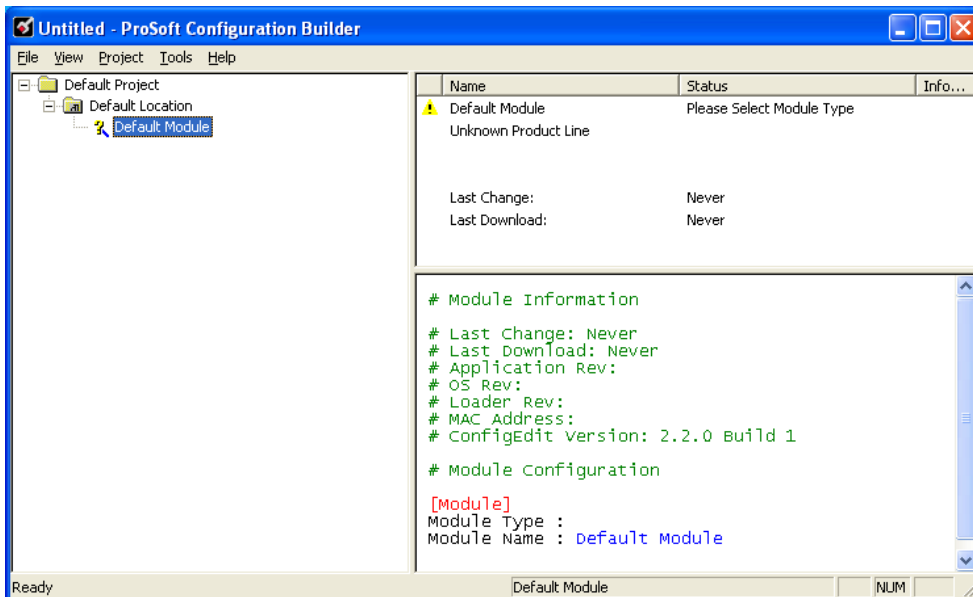 Untitled - ProSoft Configuration Builder
File View Project Tools Help
Default Project
Default Location
Default Module
Name Status Info...
Default Module Please Select Module Type
Unknown Product Line
Last Change: Never
Last Download: Never
# Module Information
# Last Change: Never
# Last Download: Never
# Application Rev:
# OS Rev:
# Loader Rev:
# MAC Address:
# ConfigEdit Version: 2.2.0 Build 1
# Module Configuration
[Module]
Module Type :
Module Name : Default Module
Ready Default Module NUM